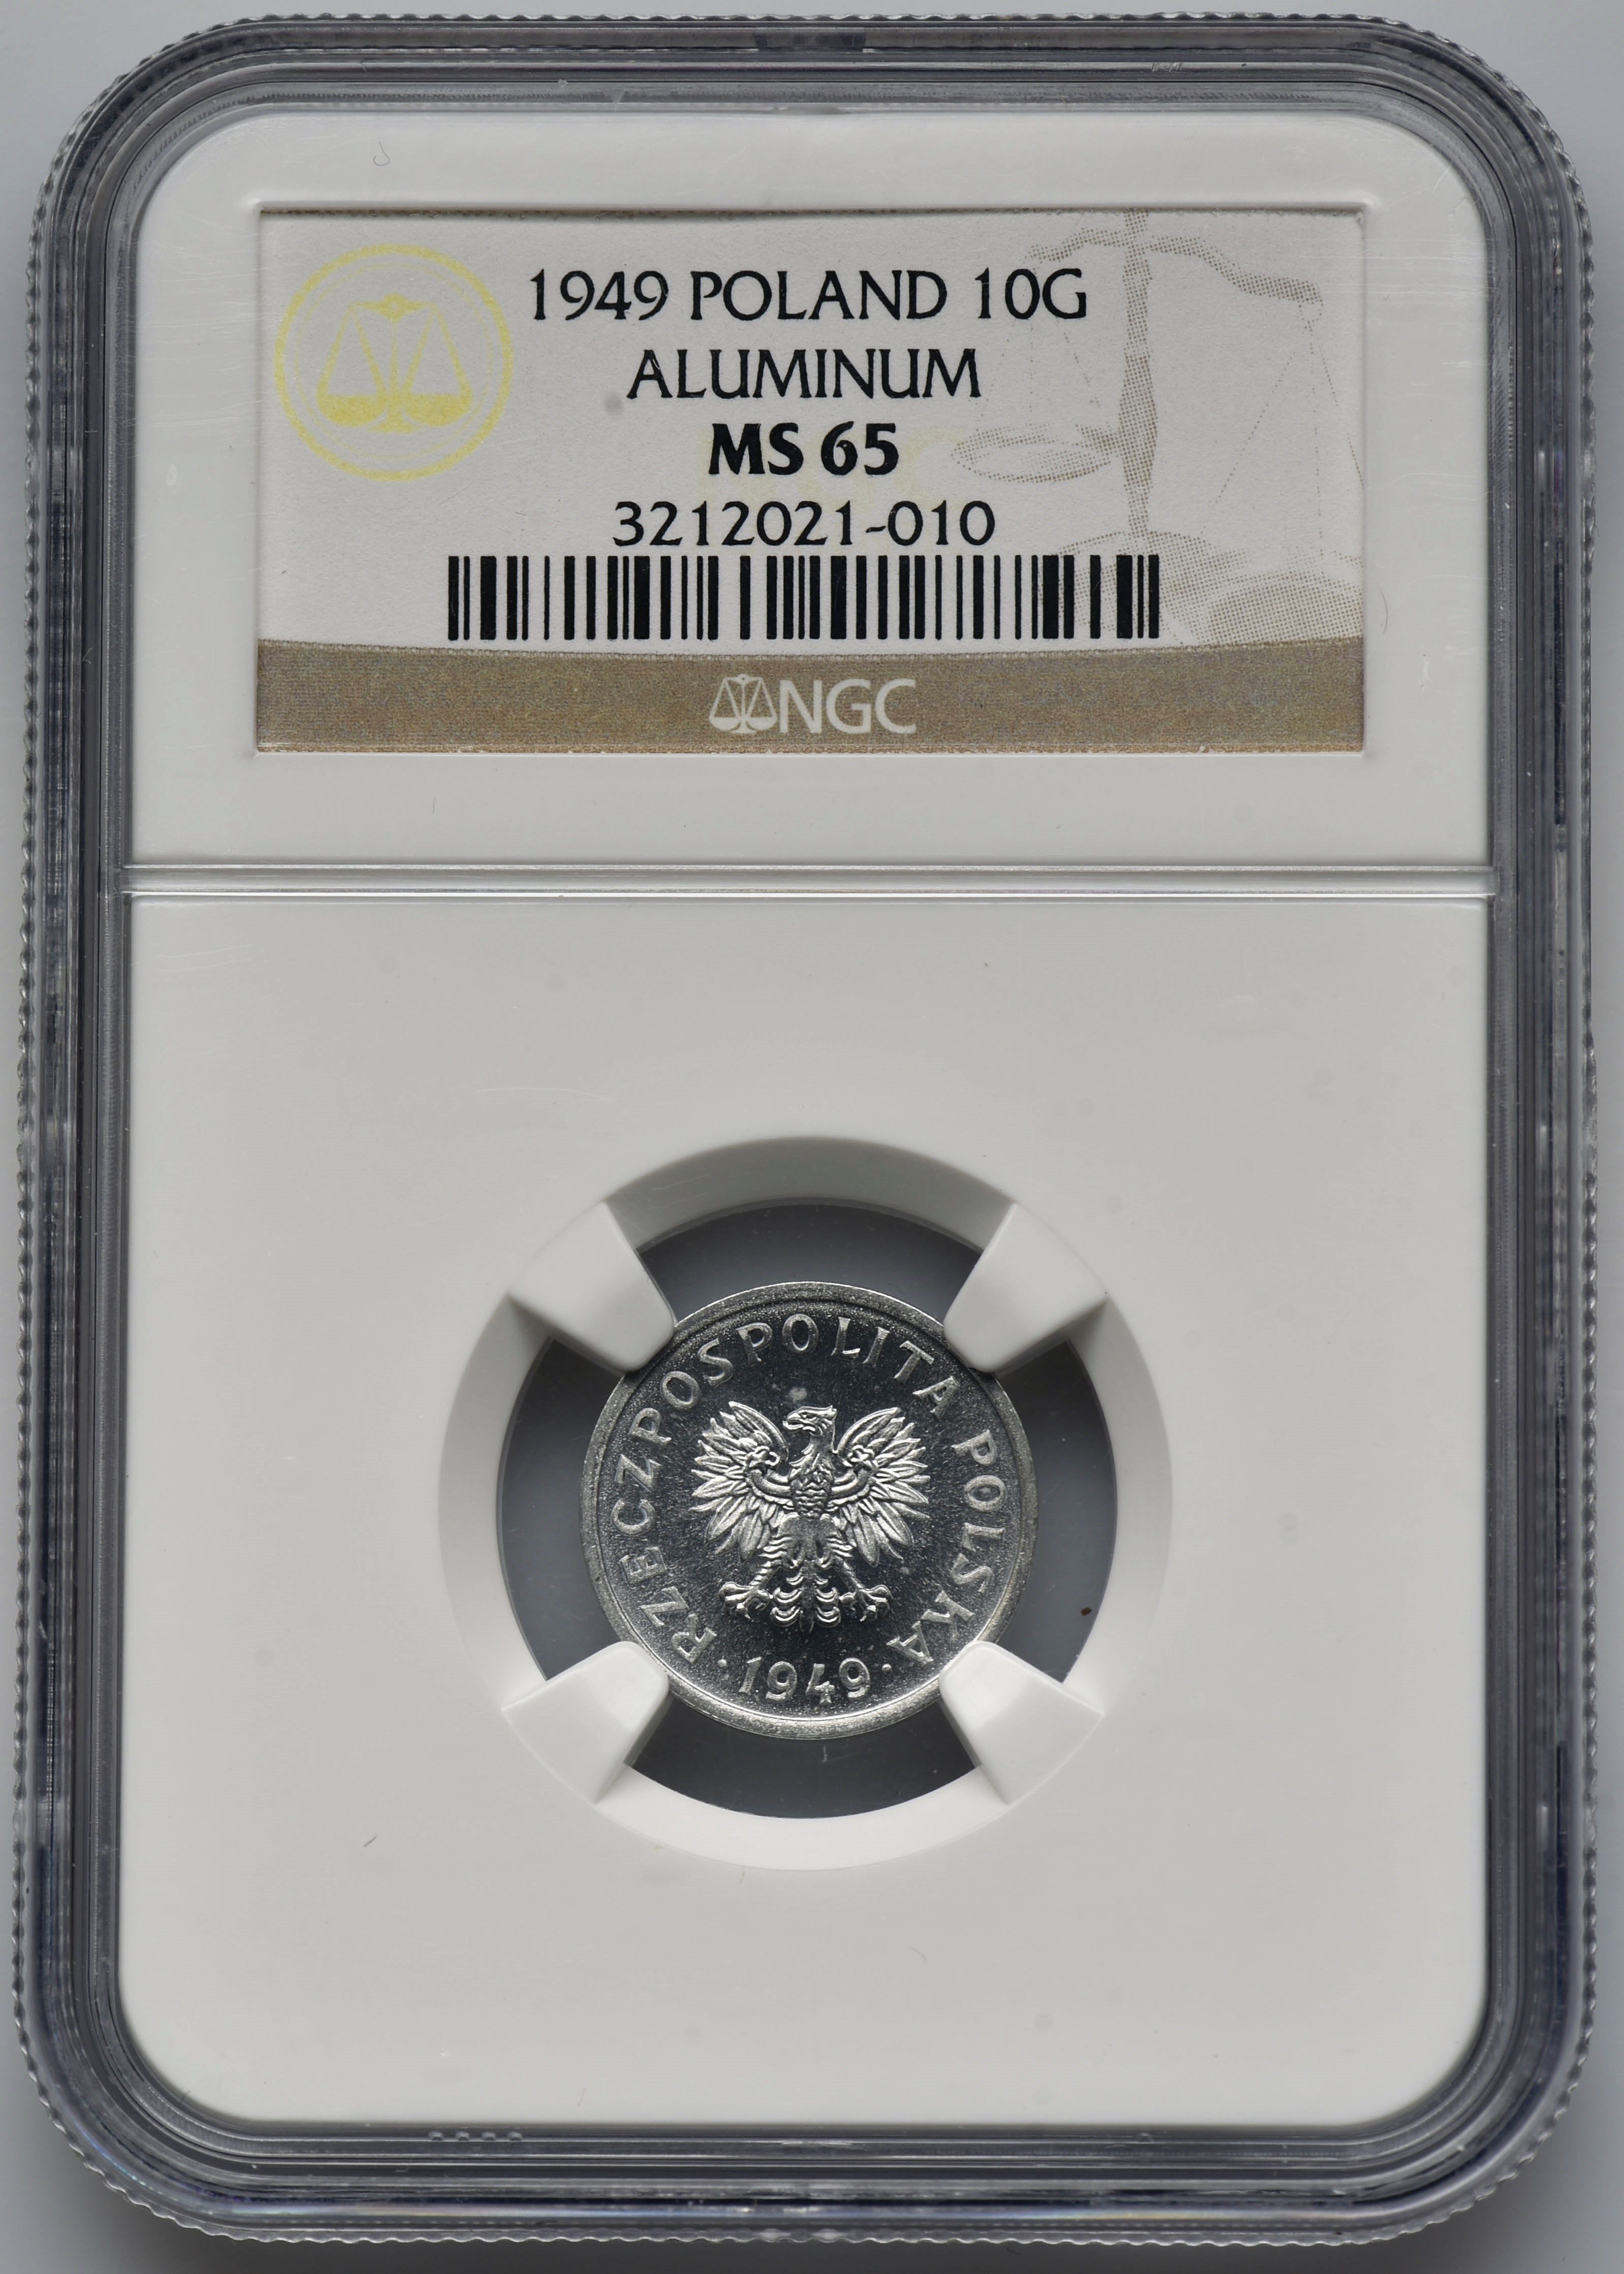 1949 POLAND 10G
ALUMINUM
MS 65
3212021-010
NGC
RZECZPOSPOLITA POLSKA
· 1949 ·